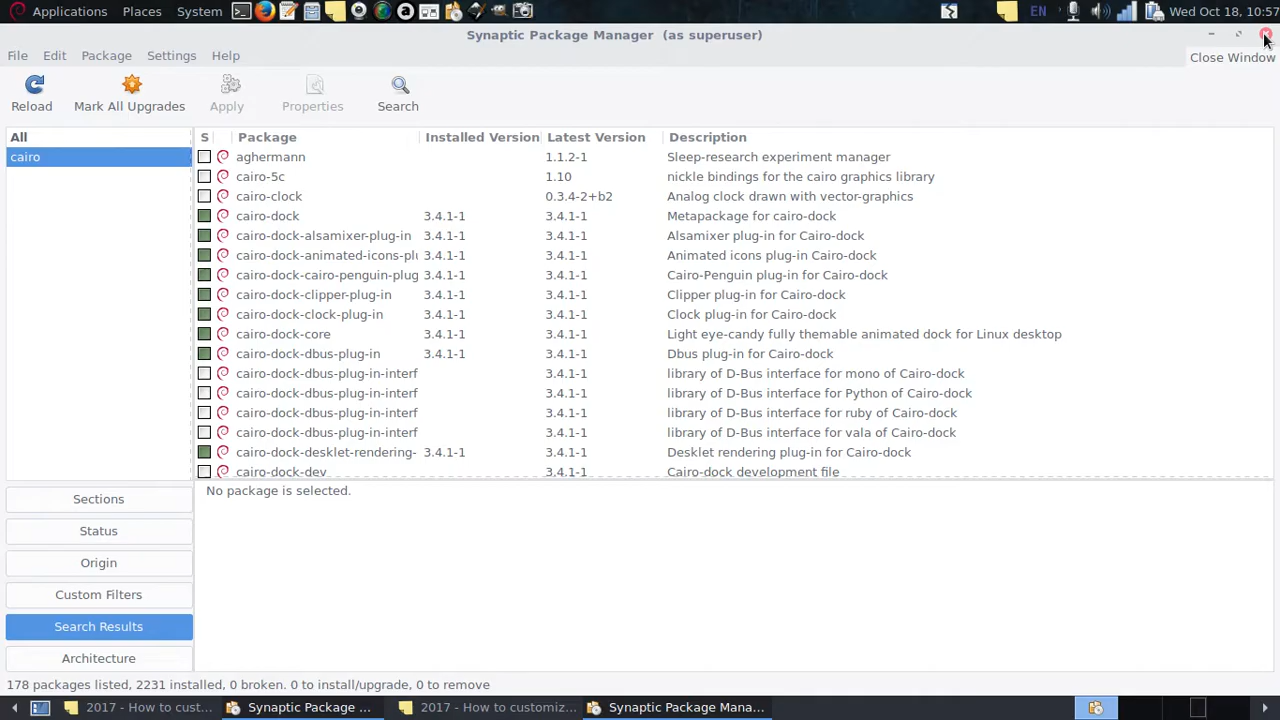 Applications Places System EN Wed Oct 18, 10:57
Synaptic Package Manager (as superuser)
File Edit Package Settings Help
Close Window
Reload Mark All Upgrades Apply Properties Search
All
cairo
S Package Installed Version Latest Version Description
aghermann 1.1.2-1 Sleep-research experiment manager
cairo-5c 1.10 nickle bindings for the cairo graphics library
cairo-clock 0.3.4-2+b2 Analog clock drawn with vector-graphics
cairo-dock 3.4.1-1 3.4.1-1 Metapackage for cairo-dock
cairo-dock-alsamixer-plug-in 3.4.1-1 3.4.1-1 Alsamixer plug-in for Cairo-dock
cairo-dock-animated-icons-plu 3.4.1-1 3.4.1-1 Animated icons plug-in Cairo-dock
cairo-dock-cairo-penguin-plug 3.4.1-1 3.4.1-1 Cairo-Penguin plug-in for Cairo-dock
cairo-dock-clipper-plug-in 3.4.1-1 3.4.1-1 Clipper plug-in for Cairo-dock
cairo-dock-clock-plug-in 3.4.1-1 3.4.1-1 Clock plug-in for Cairo-dock
cairo-dock-core 3.4.1-1 3.4.1-1 Light eye-candy fully themable animated dock for Linux desktop
cairo-dock-dbus-plug-in 3.4.1-1 3.4.1-1 Dbus plug-in for Cairo-dock
cairo-dock-dbus-plug-in-interf 3.4.1-1 library of D-Bus interface for mono of Cairo-dock
cairo-dock-dbus-plug-in-interf 3.4.1-1 library of D-Bus interface for Python of Cairo-dock
cairo-dock-dbus-plug-in-interf 3.4.1-1 library of D-Bus interface for ruby of Cairo-dock
cairo-dock-dbus-plug-in-interf 3.4.1-1 library of D-Bus interface for vala of Cairo-dock
cairo-dock-desklet-rendering- 3.4.1-1 3.4.1-1 Desklet rendering plug-in for Cairo-dock
cairo-dock-dev 3.4.1-1 Cairo-dock development file
No package is selected.
Sections
Status
Origin
Custom Filters
Search Results
Architecture
178 packages listed, 2231 installed, 0 broken. 0 to install/upgrade, 0 to remove
2017 - How to cust... Synaptic Package ... 2017 - How to customiz... Synaptic Package Mana...